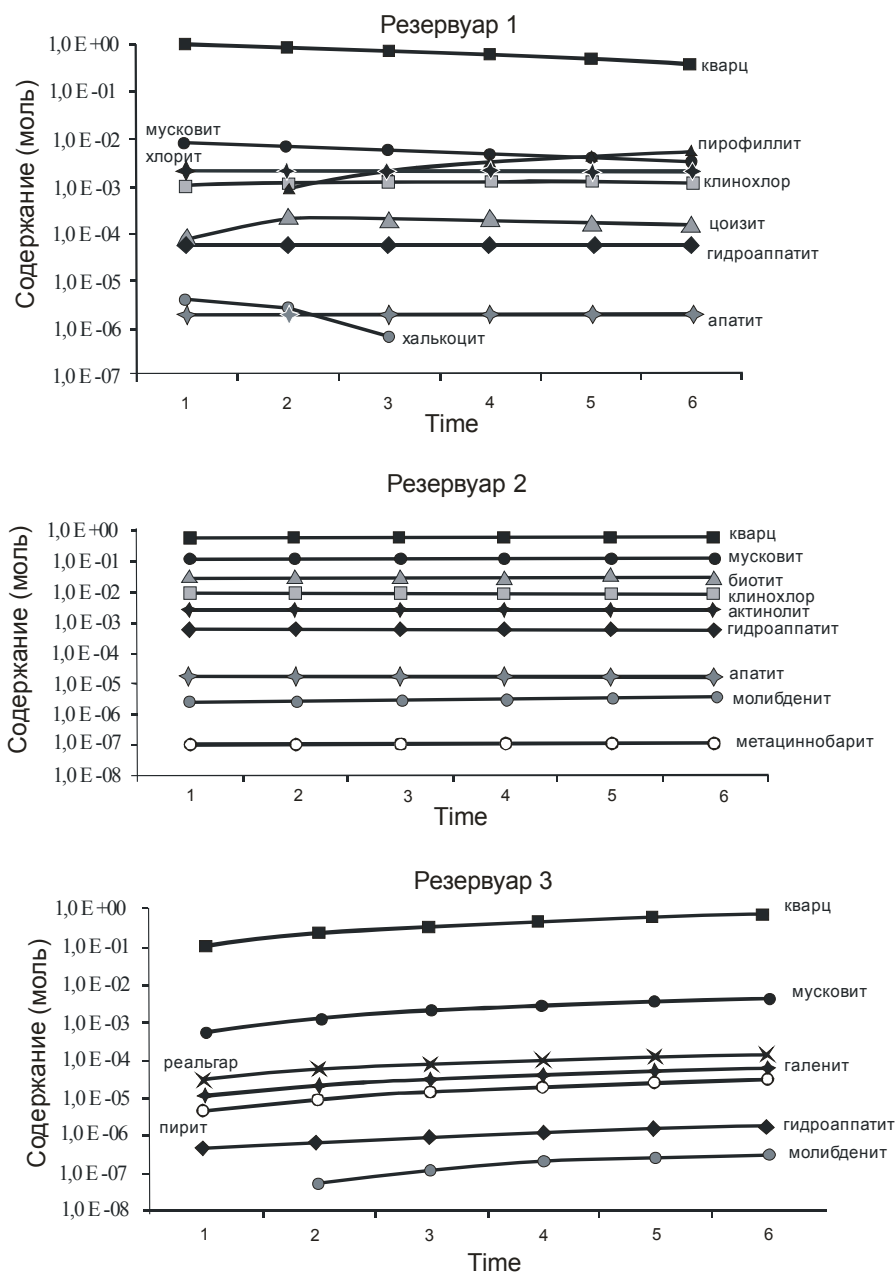 Резервуар 1
Содержание (моль)
1,0E+00
1,0E-01
1,0E-02
1,0E-03
1,0E-04
1,0E-05
1,0E-06
1,0E-07
кварц
мусковит
хлорит
пирофиллит
клинохлор
цоизит
гидроаппатит
апатит
халькоцит
1 2 3 4 5 6
Time
Резервуар 2
Содержание (моль)
1,0E+00
1,0E-01
1,0E-02
1,0E-03
1,0E-04
1,0E-05
1,0E-06
1,0E-07
1,0E-08
кварц
мусковит
биотит
клинохлор
актинолит
гидроаппатит
апатит
молибденит
метациннобарит
1 2 3 4 5 6
Time
Резервуар 3
Содержание (моль)
1,0E+00
1,0E-01
1,0E-02
1,0E-03
1,0E-04
1,0E-05
1,0E-06
1,0E-07
1,0E-08
кварц
мусковит
реальгар
галенит
пирит
гидроаппатит
молибденит
1 2 3 4 5 6
Time